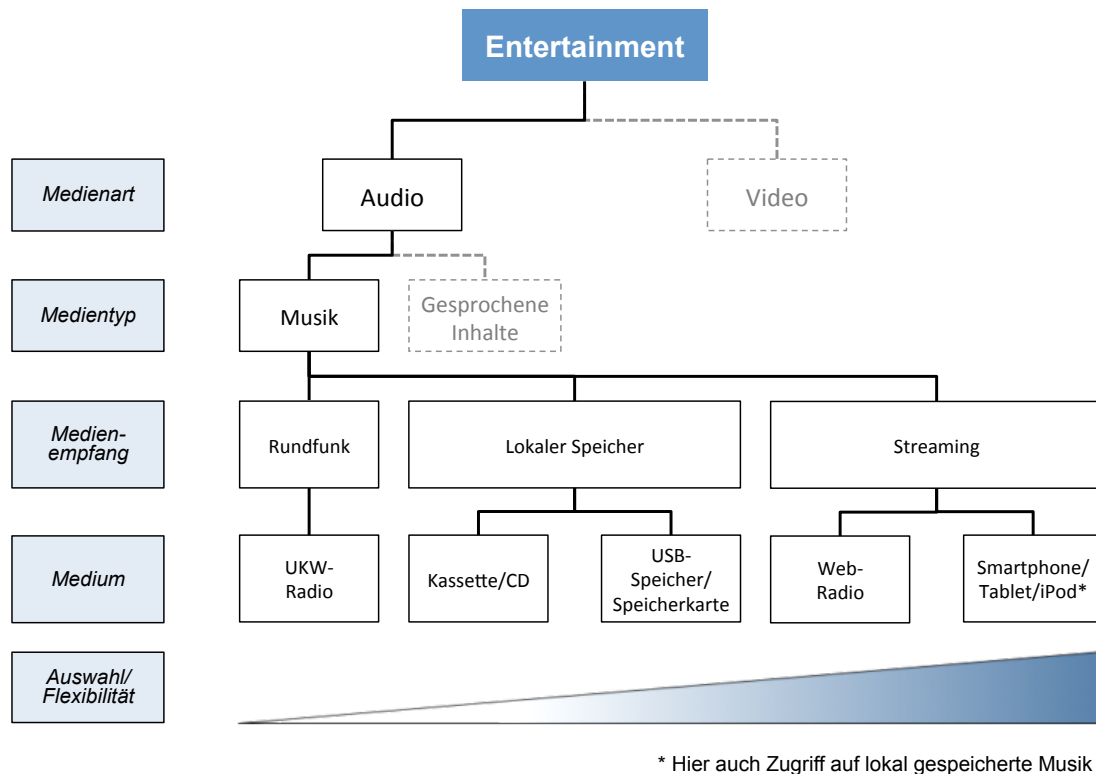 Entertainment
Medienart
Audio
Video
Medientyp
Musik
Gesprochene
Inhalte
Medien-
empfang
Rundfunk
Lokaler Speicher
Streaming
Medium
UKW-
Radio
Kassette/CD
USB-
Speicher/
Speicherkarte
Web-
Radio
Smartphone/
Tablet/iPod*
Auswahl/
Flexibilität
* Hier auch Zugriff auf lokal gespeicherte Musik